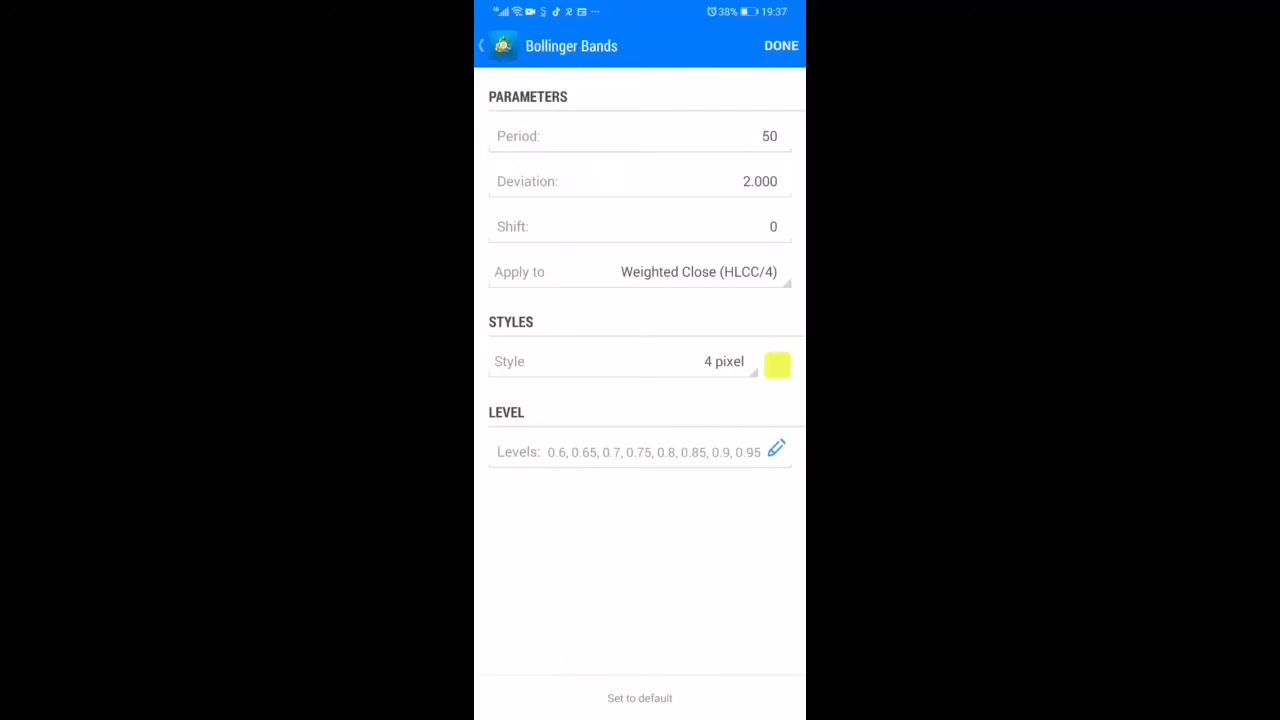 38% 19:37
Bollinger Bands DONE
PARAMETERS
Period: 50
Deviation: 2.000
Shift: 0
Apply to Weighted Close (HLCC/4)
STYLES
Style 4 pixel
LEVEL
Levels: 0.6, 0.65, 0.7, 0.75, 0.8, 0.85, 0.9, 0.95
Set to default